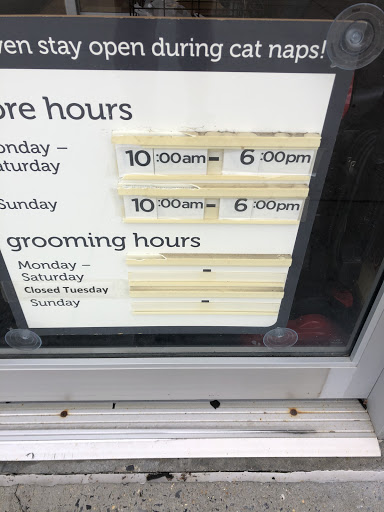 ven stay open during cat naps!
ore hours
onday –
aturday
10:00am - 6:00pm
Sunday
10:00am - 6:00pm
grooming hours
Monday –
Saturday
-
Closed Tuesday
Sunday
-